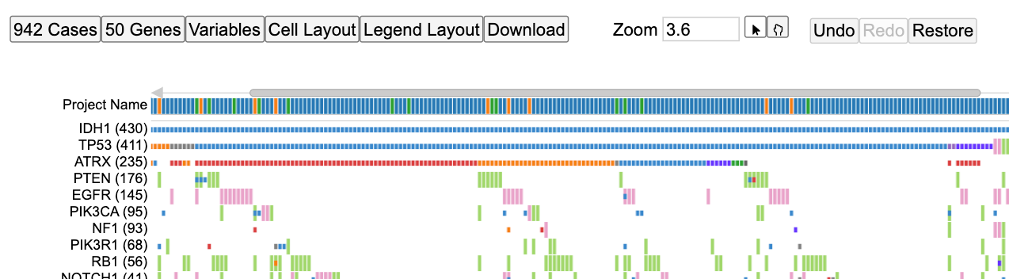 942 Cases 50 Genes Variables Cell Layout Legend Layout Download Zoom 3.6 Undo Redo Restore
Project Name
IDH1 (430)
TP53 (411)
ATRX (235)
PTEN (176)
EGFR (145)
PIK3CA (95)
NF1 (93)
PIK3R1 (68)
RB1 (56)
NOTCH1 (41)